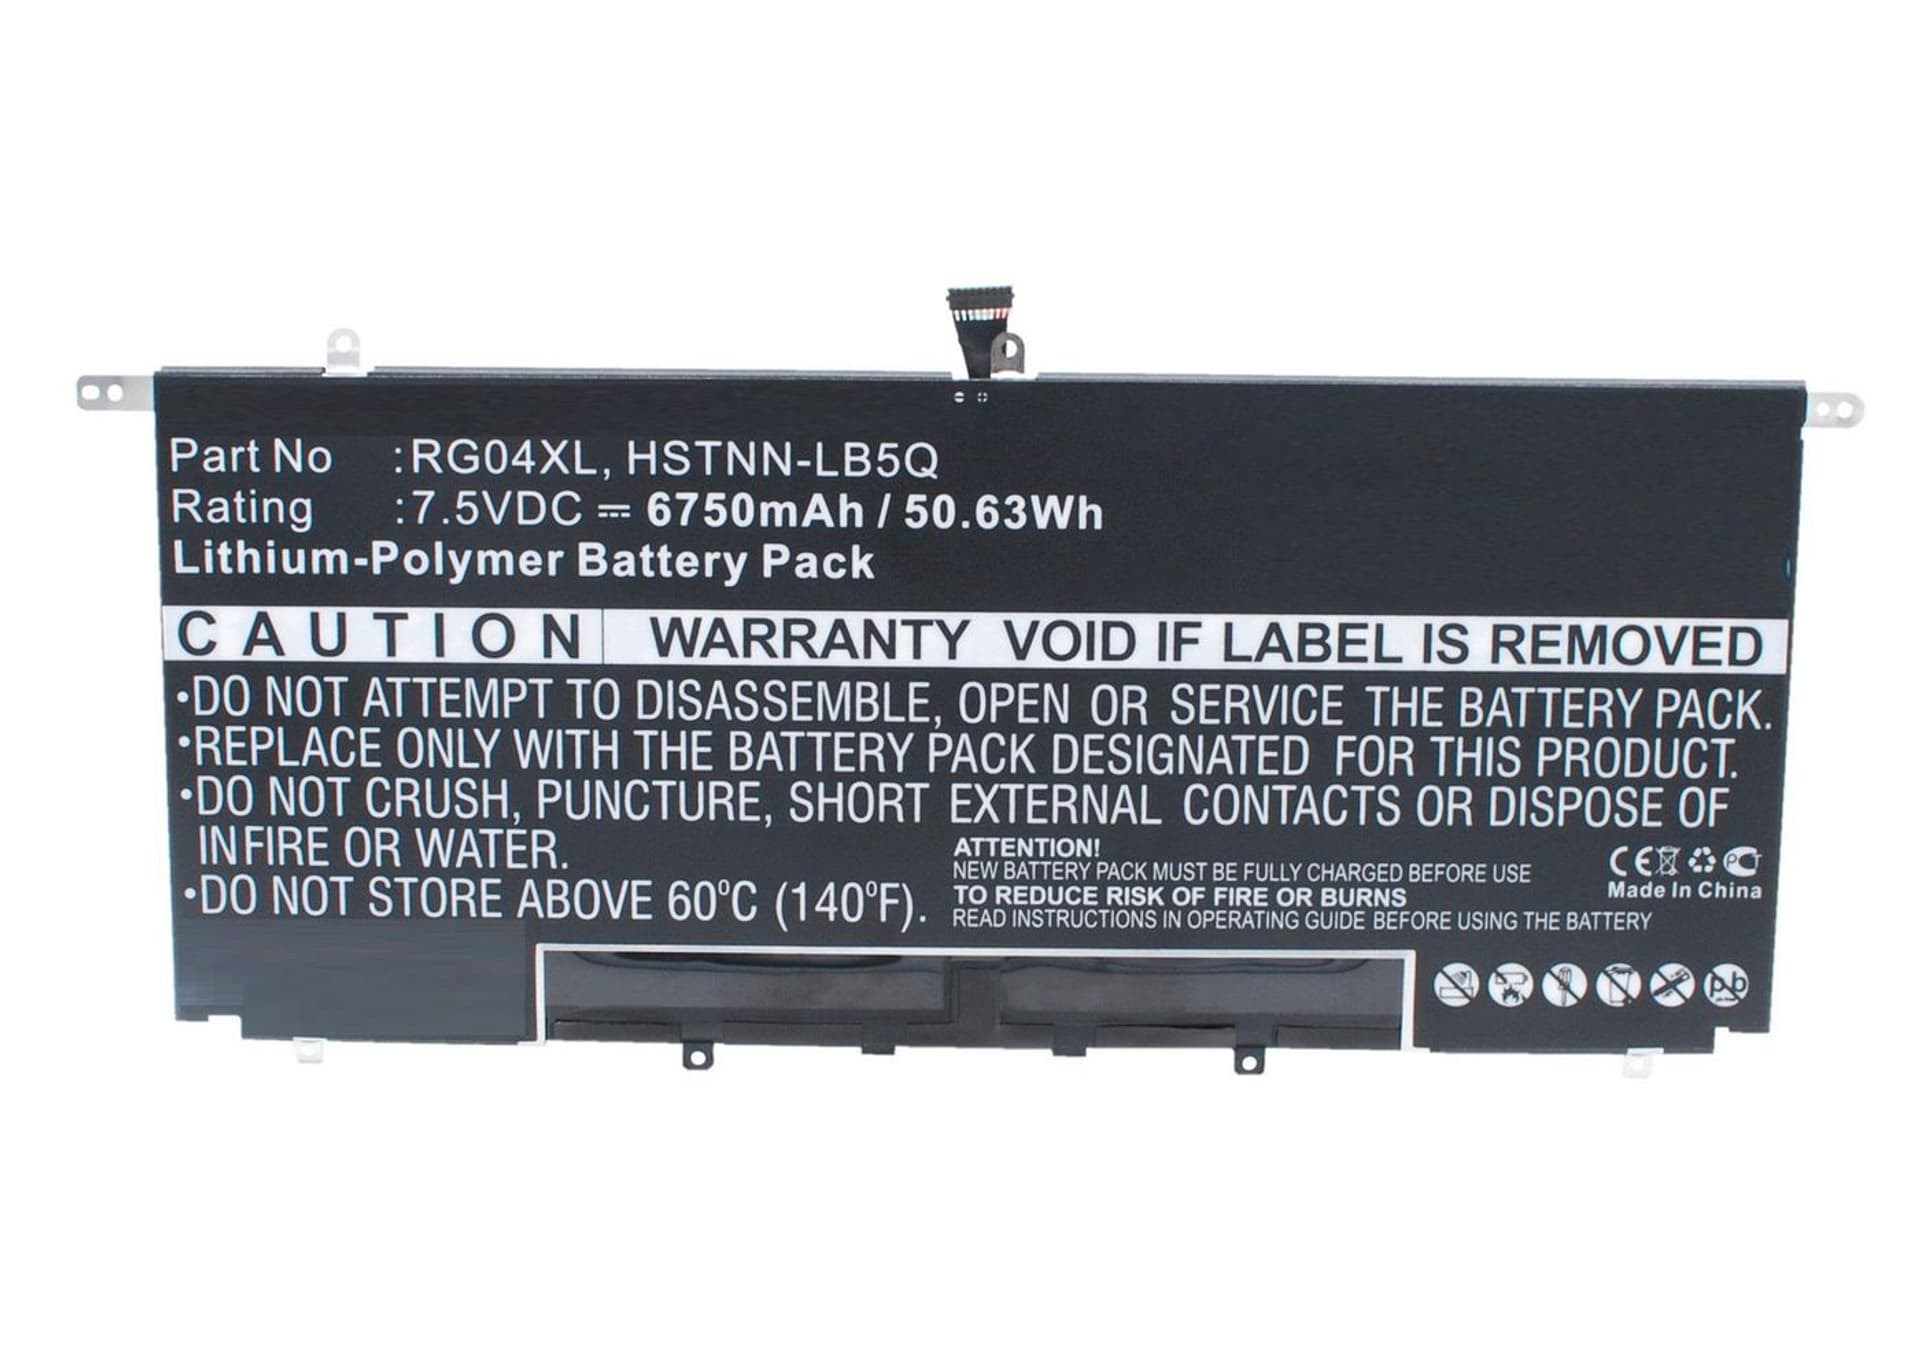 Part No :RG04XL, HSTNN-LB5Q
Rating :7.5VDC ⎓ 6750mAh / 50.63Wh
Lithium-Polymer Battery Pack
CAUTION WARRANTY VOID IF LABEL IS REMOVED
•DO NOT ATTEMPT TO DISASSEMBLE, OPEN OR SERVICE THE BATTERY PACK.
•REPLACE ONLY WITH THE BATTERY PACK DESIGNATED FOR THIS PRODUCT.
•DO NOT CRUSH, PUNCTURE, SHORT EXTERNAL CONTACTS OR DISPOSE OF
INFIRE OR WATER.
•DO NOT STORE ABOVE 60°C (140°F).
ATTENTION!
NEW BATTERY PACK MUST BE FULLY CHARGED BEFORE USE
TO REDUCE RISK OF FIRE OR BURNS
READ INSTRUCTIONS IN OPERATING GUIDE BEFORE USING THE BATTERY
CE PCT
Made In China
Pb